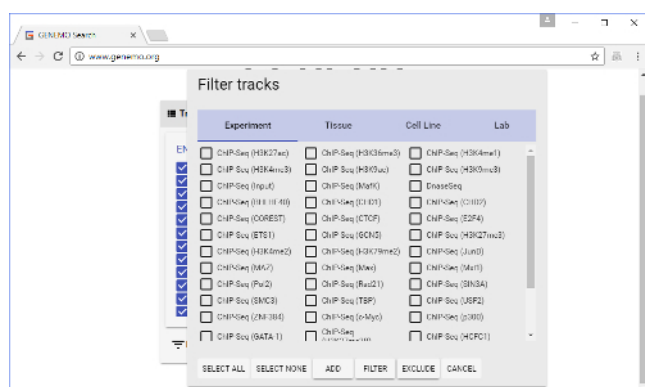 GENEMO Search
www.genemo.org
Filter tracks
Tr
Experiment Tissue Cell Line Lab
EN
ChIP-Seq (H3K27ac) ChIP-Seq (H3K36me3) ChIP-Seq (H3K4me1)
ChIP-Seq (H3K4me3) ChIP-Seq (H3K9ac) ChIP-Seq (H3K9me3)
ChIP-Seq (Input) ChIP-Seq (MafK) DnaseSeq
ChIP-Seq (BHLHE40) ChIP-Seq (CHD1) ChIP-Seq (CHD2)
ChIP-Seq (COREST) ChIP-Seq (CTCF) ChIP-Seq (E2F4)
ChIP-Seq (ETS1) ChIP-Seq (GCN5) ChIP-Seq (H3K27me3)
ChIP-Seq (H3K4me2) ChIP-Seq (H3K79me2) ChIP-Seq (JunD)
ChIP-Seq (MAZ) ChIP-Seq (Max) ChIP-Seq (Mxi1)
ChIP-Seq (Pol2) ChIP-Seq (Rad21) ChIP-Seq (SIN3A)
ChIP-Seq (SMC3) ChIP-Seq (TBP) ChIP-Seq (USF2)
ChIP-Seq (ZNF384) ChIP-Seq (c-Myc) ChIP-Seq (p300)
ChIP-Seq (GATA-1) ChIP-Seq ChIP-Seq (HCFC1)
SELECT ALL SELECT NONE ADD FILTER EXCLUDE CANCEL